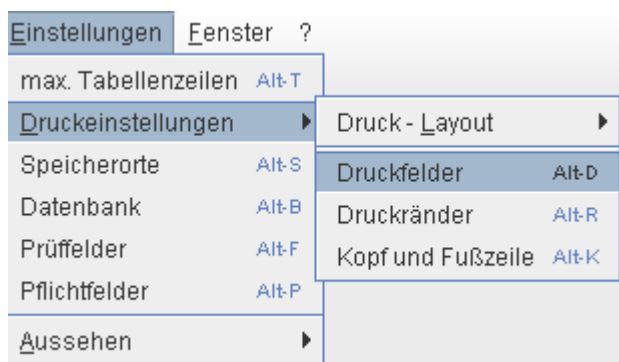 Einstellungen Fenster ?
max. Tabellenzeilen Alt-T
Druckeinstellungen
Speicherorte Alt-S
Datenbank Alt-B
Prüffelder Alt-F
Pflichtfelder Alt-P
Aussehen
Druck - Layout
Druckfelder Alt-D
Druckränder Alt-R
Kopf und Fußzeile Alt-K